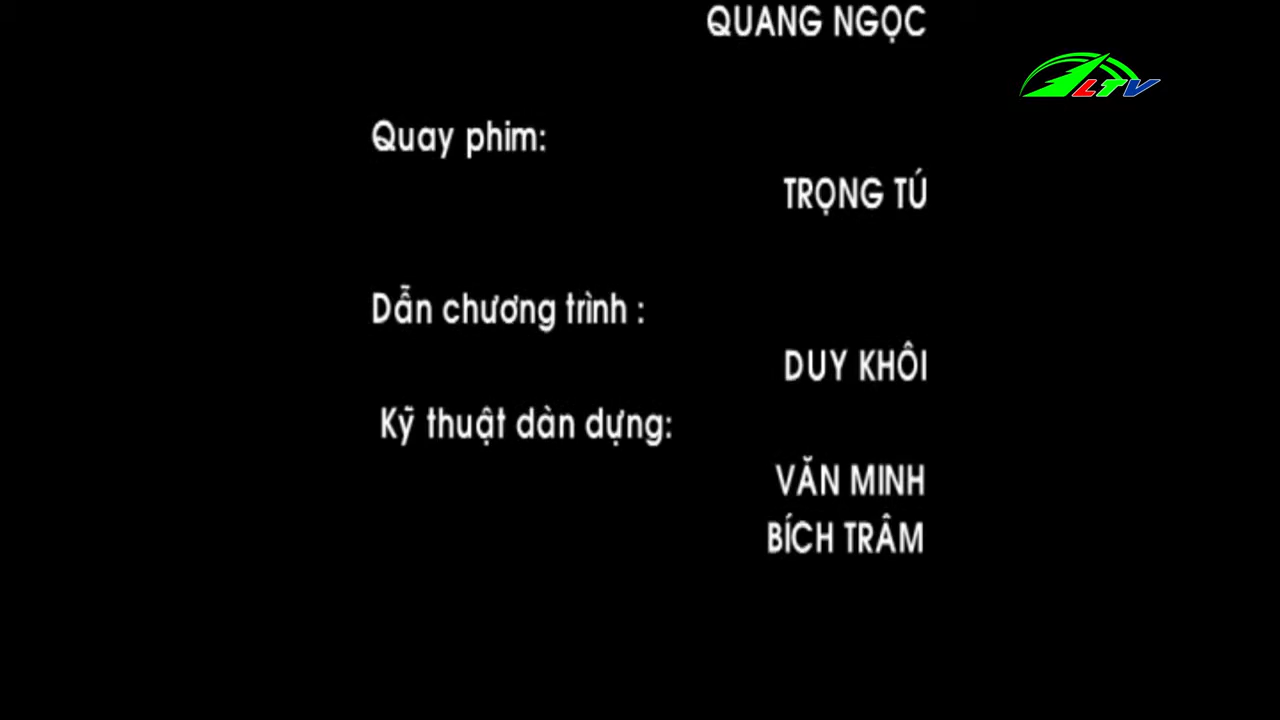 QUANG NGỌC
LTV
Quay phim:
TRỌNG TÚ
Dẫn chương trình :
DUY KHÔI
Kỹ thuật dàn dựng:
VĂN MINH
BÍCH TRÂM